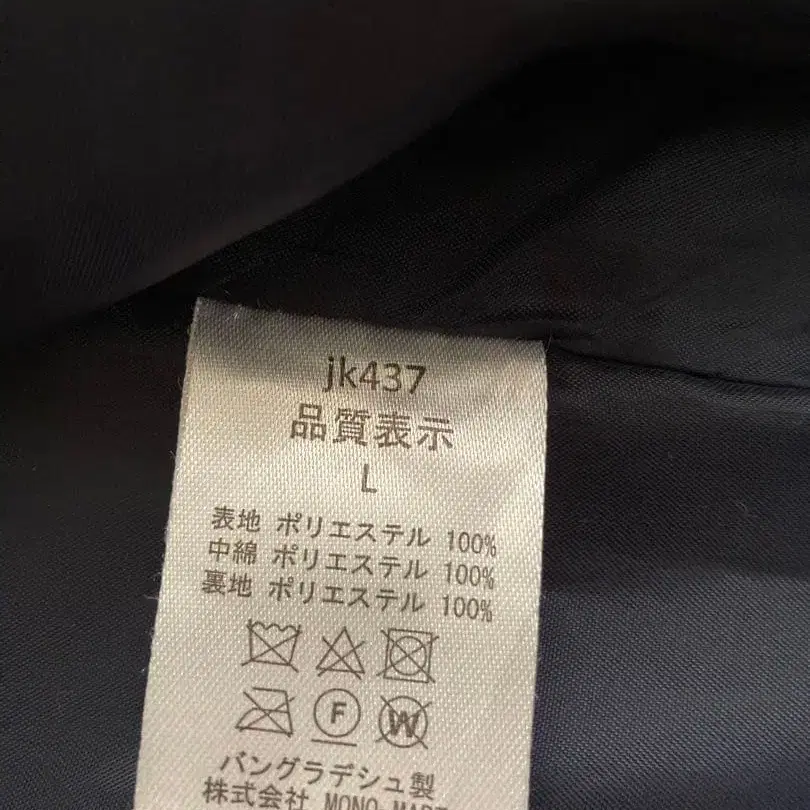 jk437
品質表示
L
表地 ポリエステル 100%
中綿 ポリエステル 100%
裏地 ポリエステル 100%
F W
バングラデシュ製
株式会社 MONO-MART